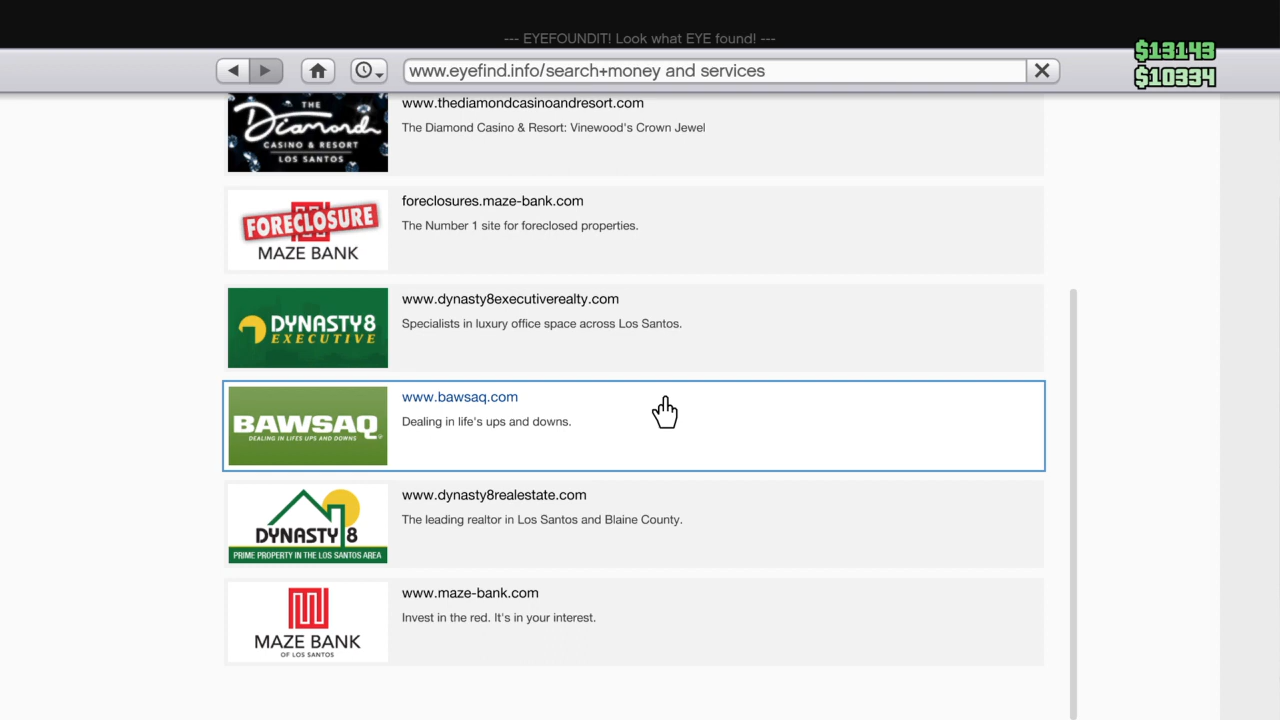 --- EYEFOUNDIT! Look what EYE found! ---
$13143
www.eyefind.info/search+money and services
$10334
THE
Diamond
CASINO & RESORT
LOS SANTOS
www.thediamondcasinoandresort.com
The Diamond Casino & Resort: Vinewood's Crown Jewel
FORECLOSURE
MAZE BANK
foreclosures.maze-bank.com
The Number 1 site for foreclosed properties.
DYNASTY8
EXECUTIVE
www.dynasty8executiverealty.com
Specialists in luxury office space across Los Santos.
BAWSAQ
DEALING IN LIFES UPS AND DOWNS
www.bawsaq.com
Dealing in life's ups and downs.
DYNASTY 8
PRIME PROPERTY IN THE LOS SANTOS AREA
www.dynasty8realestate.com
The leading realtor in Los Santos and Blaine County.
MAZE BANK
OF LOS SANTOS
www.maze-bank.com
Invest in the red. It's in your interest.